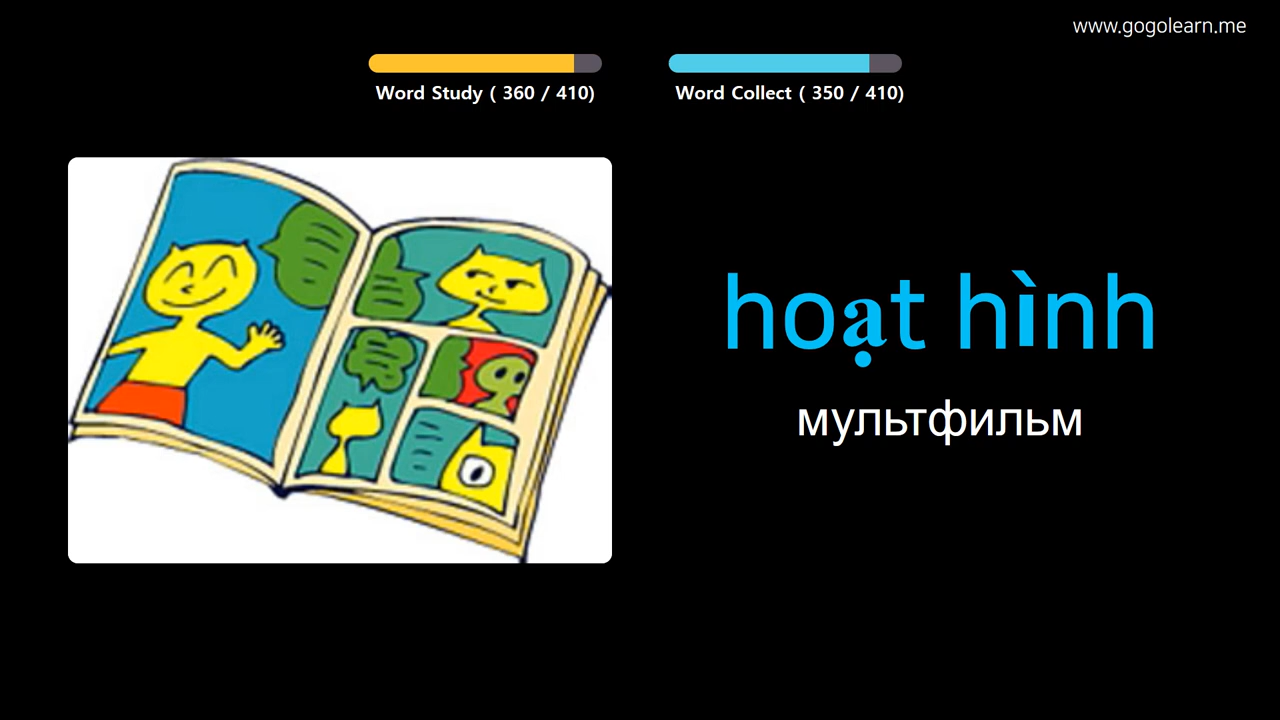 www.gogolearn.me
Word Study ( 360 / 410)
Word Collect ( 350 / 410)
hoạt hình
мультфильм